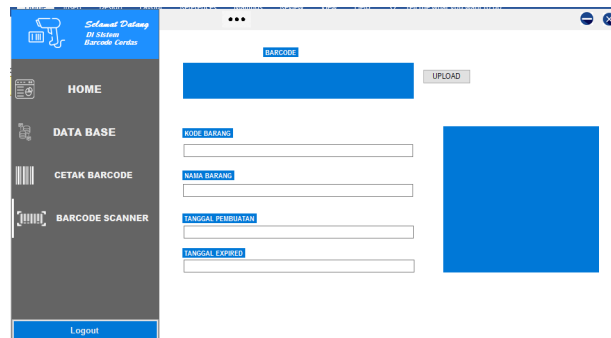 Selamat Datang
Di Sistem
Barcode Cerdas
HOME
DATA BASE
CETAK BARCODE
BARCODE SCANNER
Logout
BARCODE
UPLOAD
KODE BARANG
NAMA BARANG
TANGGAL PEMBUATAN
TANGGAL EXPIRED